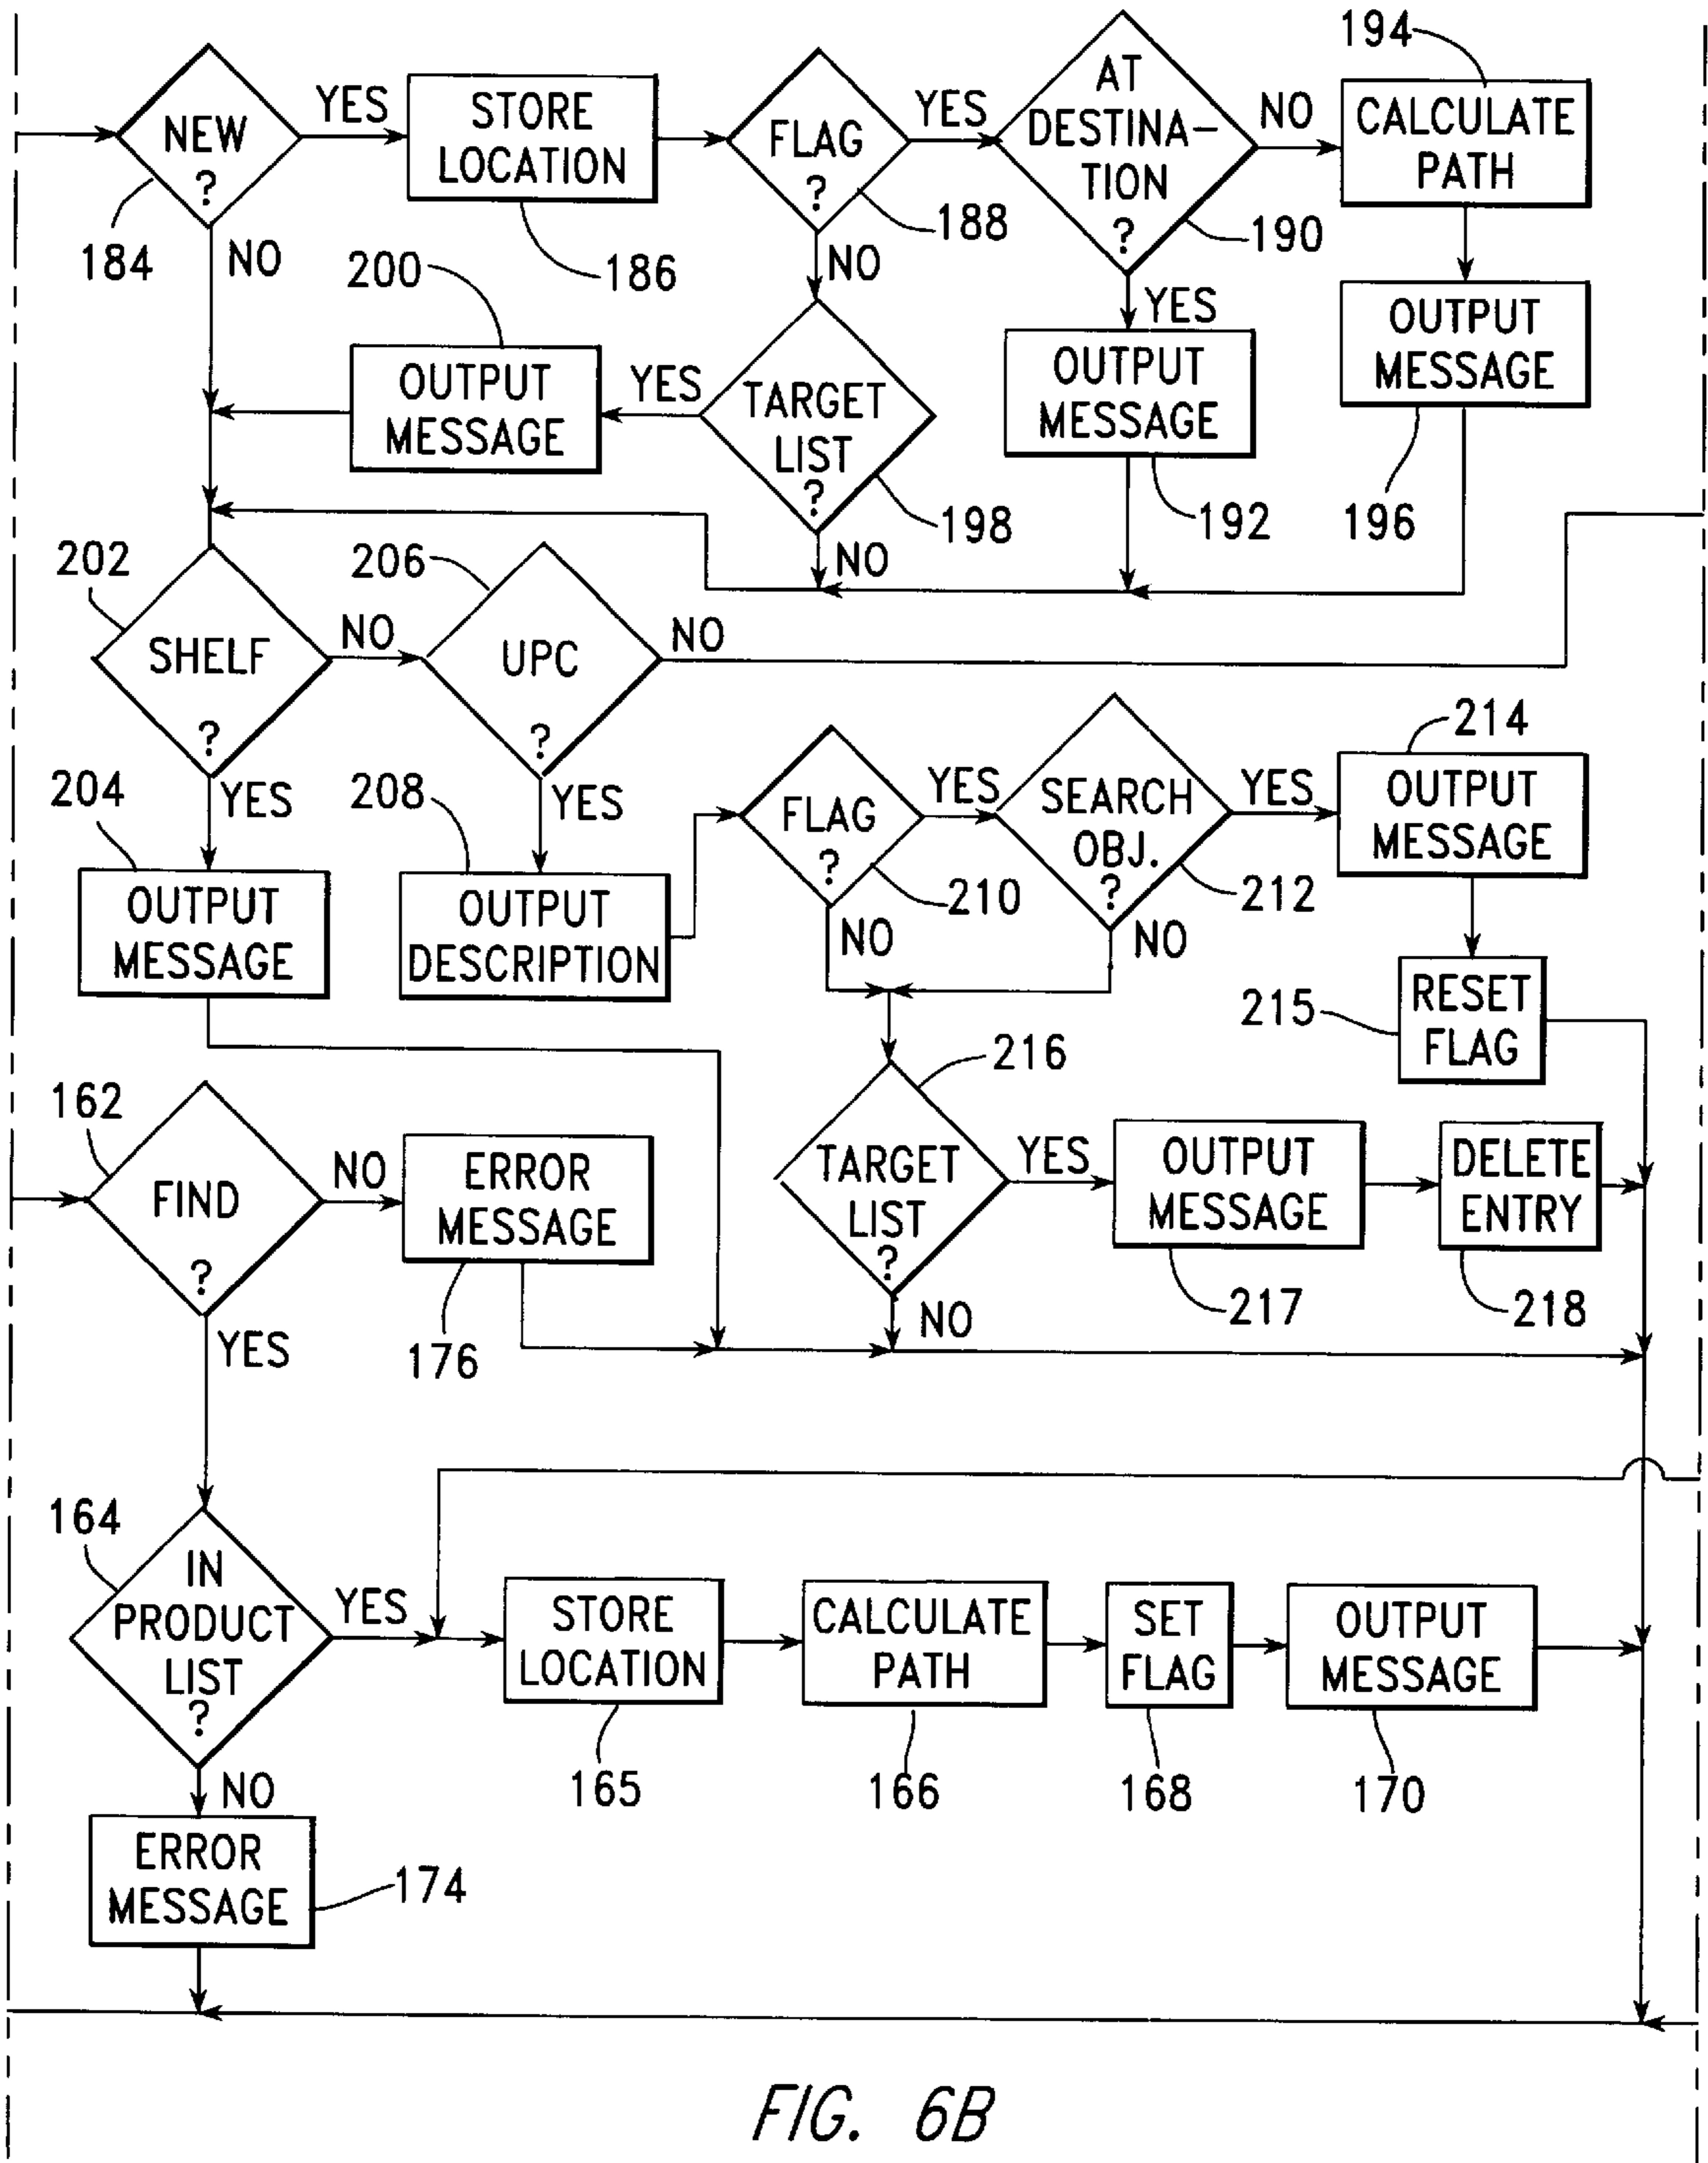 NEW
?
184
YES
NO
STORE
LOCATION
186
FLAG
?
188
YES
NO
AT
DESTINA-
TION
?
190
NO
YES
194
CALCULATE
PATH
OUTPUT
MESSAGE
196
200
OUTPUT
MESSAGE
YES
TARGET
LIST
?
198
NO
OUTPUT
MESSAGE
192
202
SHELF
?
NO
YES
206
UPC
?
NO
YES
204
OUTPUT
MESSAGE
208
OUTPUT
DESCRIPTION
FLAG
?
210
YES
NO
SEARCH
OBJ.
?
212
YES
NO
214
OUTPUT
MESSAGE
215
RESET
FLAG
216
TARGET
LIST
?
YES
NO
OUTPUT
MESSAGE
217
DELETE
ENTRY
218
162
FIND
?
NO
YES
ERROR
MESSAGE
176
164
IN
PRODUCT
LIST
?
YES
NO
STORE
LOCATION
165
CALCULATE
PATH
166
SET
FLAG
168
OUTPUT
MESSAGE
170
ERROR
MESSAGE
174
FIG. 6B